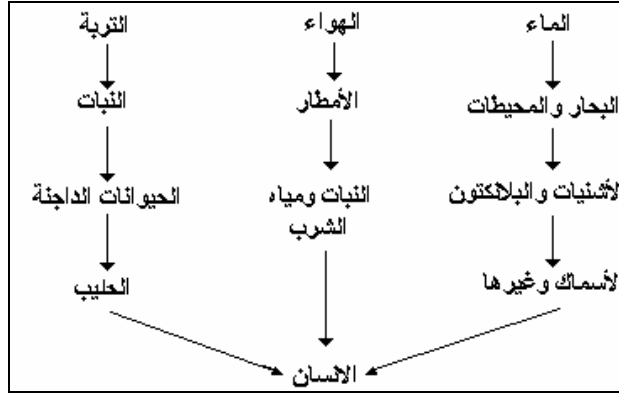 الماء
الهواء
التربة
البحار والمحيطات
الأمطار
النبات
لأشنيات والبلانكتون
النبات ومياه
الشرب
الحيوانات الداجنة
لأسماك وغيرها
الحليب
الانسان